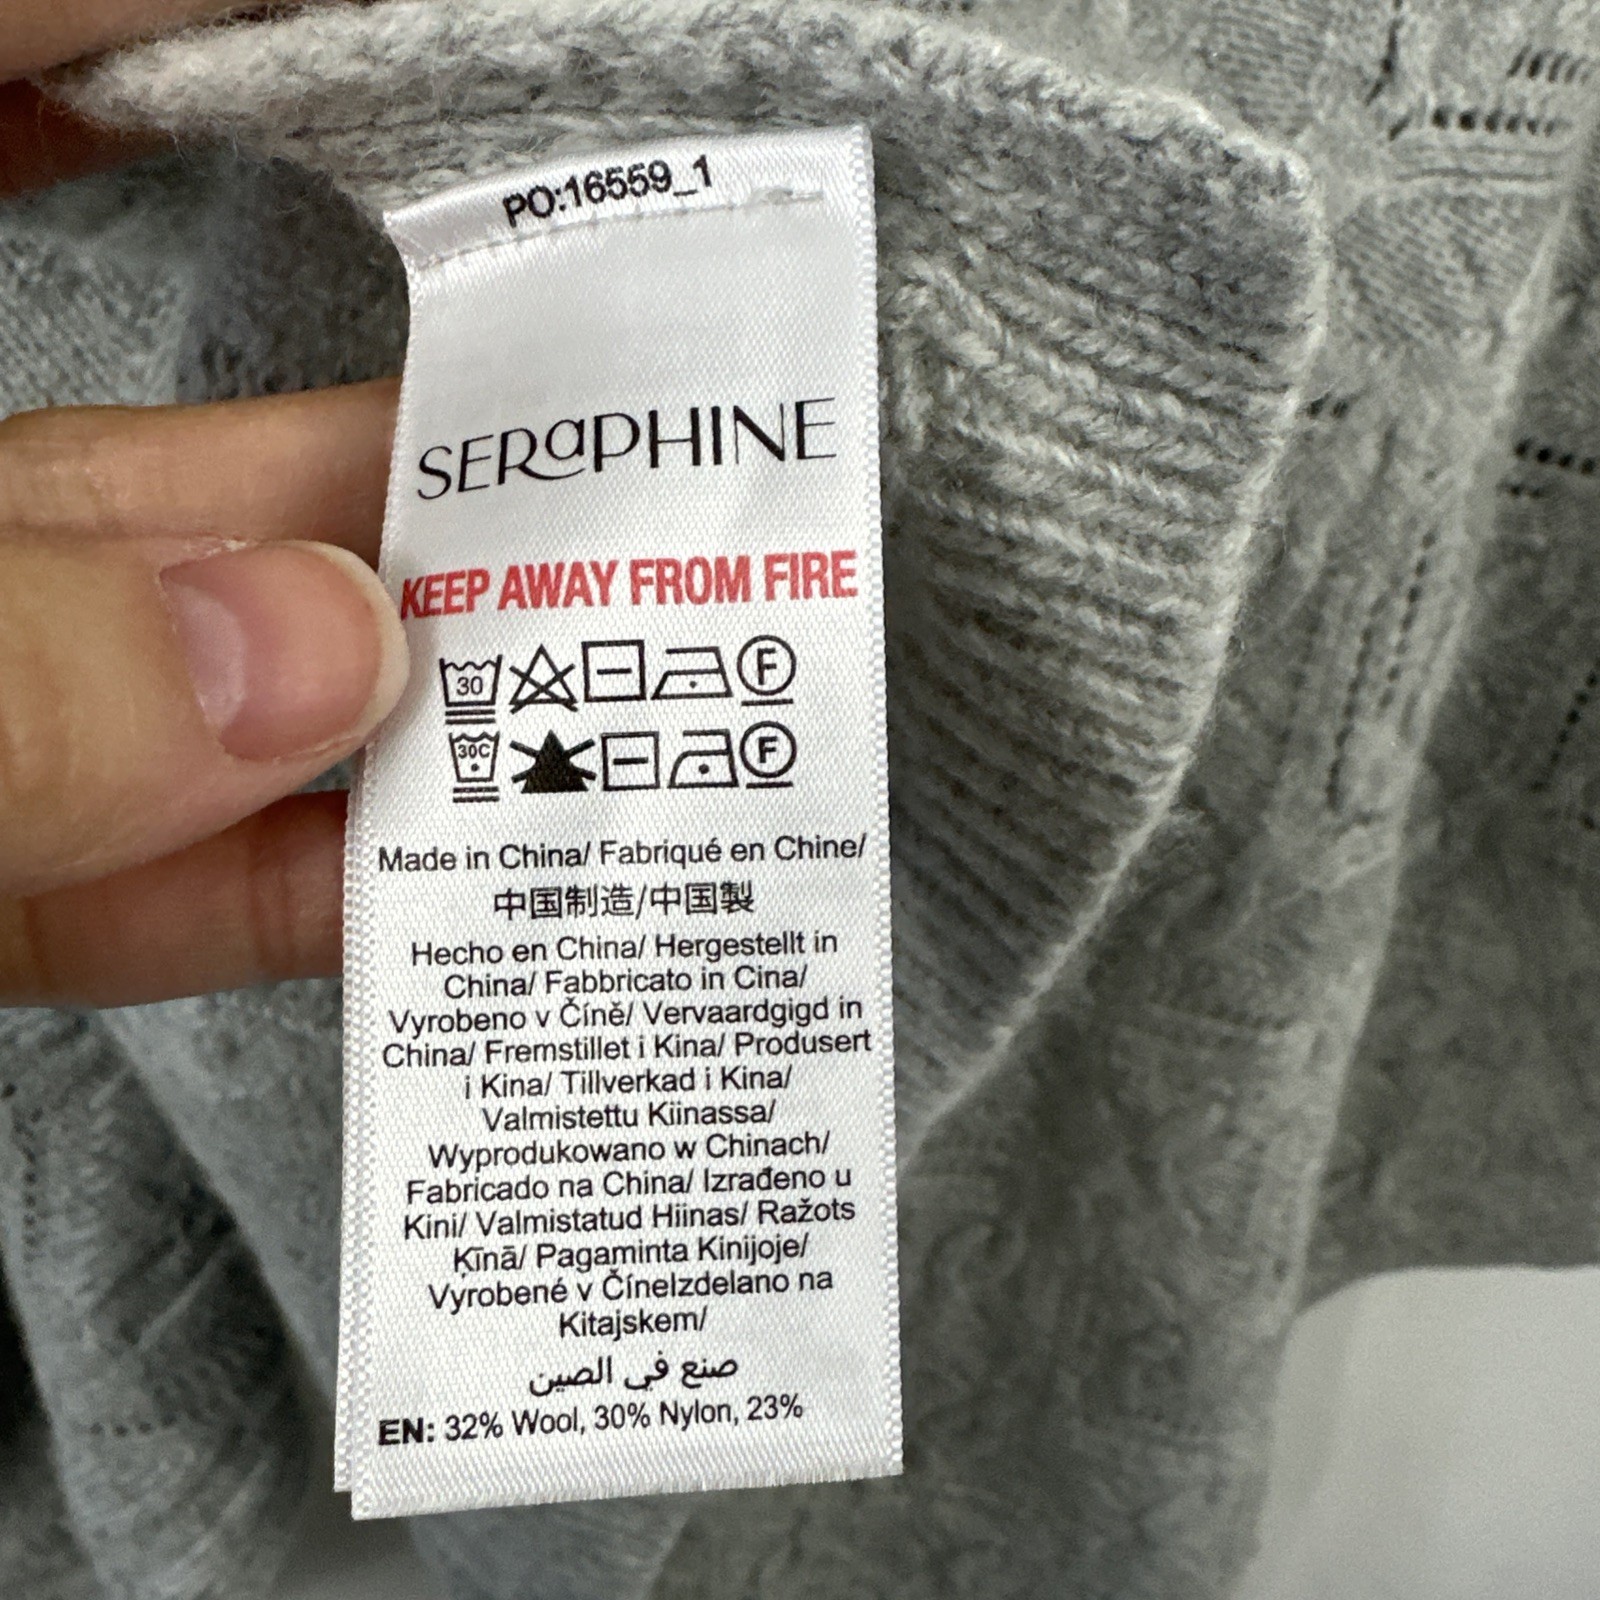 PO:16559_1
SERaPHINE
KEEP AWAY FROM FIRE
30 F
30C F
Made in China/ Fabriqué en Chine/
中国制造/中国製
Hecho en China/ Hergestellt in
China/ Fabbricato in Cina/
Vyrobeno v Číně/ Vervaardgigd in
China/ Fremstillet i Kina/ Produsert
i Kina/ Tillverkad i Kina/
Valmistettu Kiinassa/
Wyprodukowano w Chinach/
Fabricado na China/ Izrađeno u
Kini/ Valmistatud Hiinas/ Ražots
Ķīnā/ Pagaminta Kinijoje/
Vyrobené v ČíneIzdelano na
Kitajskem/
صنع في الصين
EN: 32% Wool, 30% Nylon, 23%